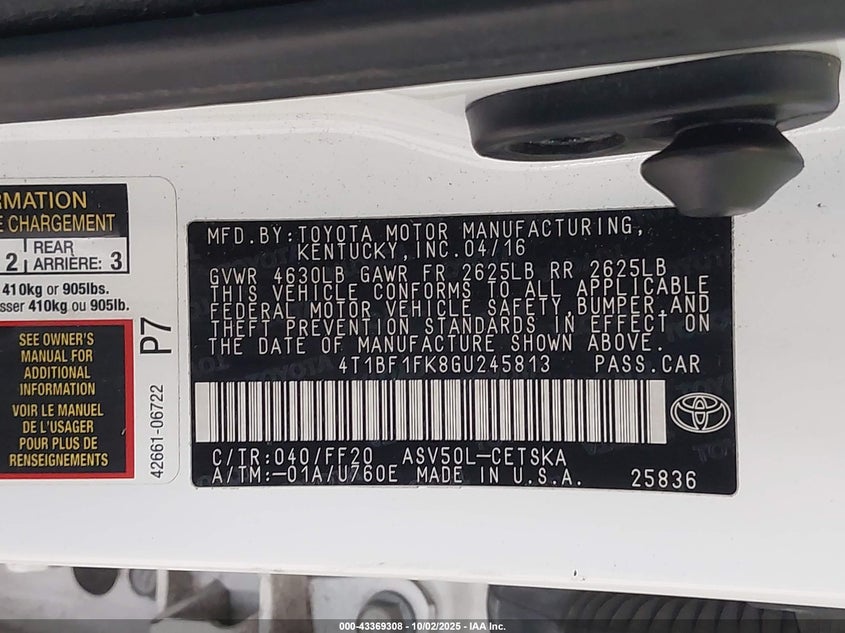 RMATION
E CHARGEMENT
2 REAR
ARRIÈRE: 3
410kg or 905lbs.
sser 410kg ou 905lb.
SEE OWNER'S
MANUAL FOR
ADDITIONAL
INFORMATION
VOIR LE MANUEL
DE L'USAGER
POUR PLUS DE
RENSEIGNEMENTS
P7
42661-06722
MFD.BY:TOYOTA MOTOR MANUFACTURING,
KENTUCKY,INC.04/16
GVWR 4630LB GAWR FR 2625LB RR 2625LB
THIS VEHICLE CONFORMS TO ALL APPLICABLE
FEDERAL MOTOR VEHICLE SAFETY,BUMPER,AND
THEFT PREVENTION STANDARDS IN EFFECT ON
THE DATE OF MANUFACTURE SHOWN ABOVE.
4T1BF1FK8GU245813 PASS.CAR
C/TR:040/FF20 ASV50L-CETSKA
A/TM:-01A/U760E MADE IN U.S.A. 25836
000-43369308 - 10/02/2025 - IAA Inc.